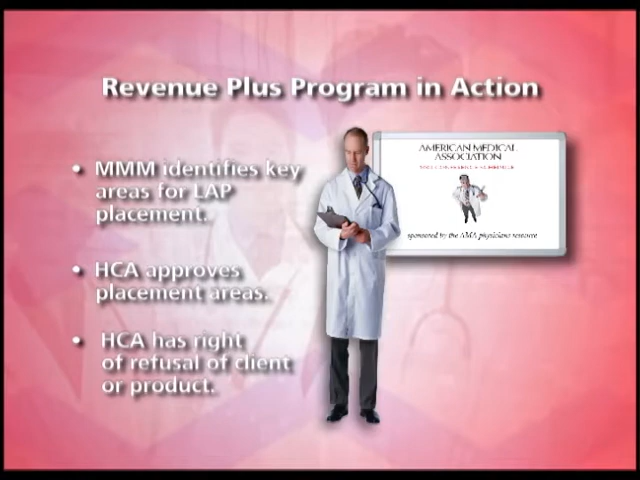 Revenue Plus Program in Action
• MMM identifies key
areas for LAP
placement.
• HCA approves
placement areas.
• HCA has right
of refusal of client
or product.
AMERICAN MEDICAL
ASSOCIATION
sponsored by the AMA physicians resource